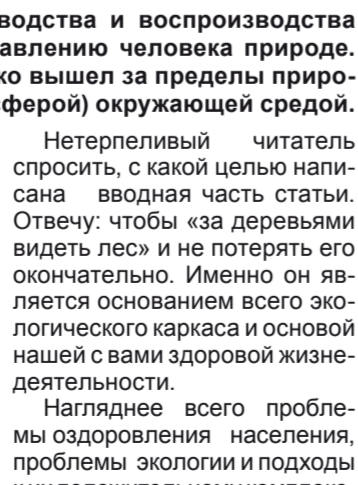 водства и воспроизводства
авлению человека природе.
ко вышел за пределы приро-
сферой) окружающей средой.
Нетерпеливый читатель
спросить, с какой целью напи-
сана вводная часть статьи.
Отвечу: чтобы «за деревьями
видеть лес» и не потерять его
окончательно. Именно он яв-
ляется основанием всего эко-
логического каркаса и основой
нашей с вами здоровой жизне-
деятельности.
Нагляднее всего пробле-
мы оздоровления населения,
проблемы экологии и подходы